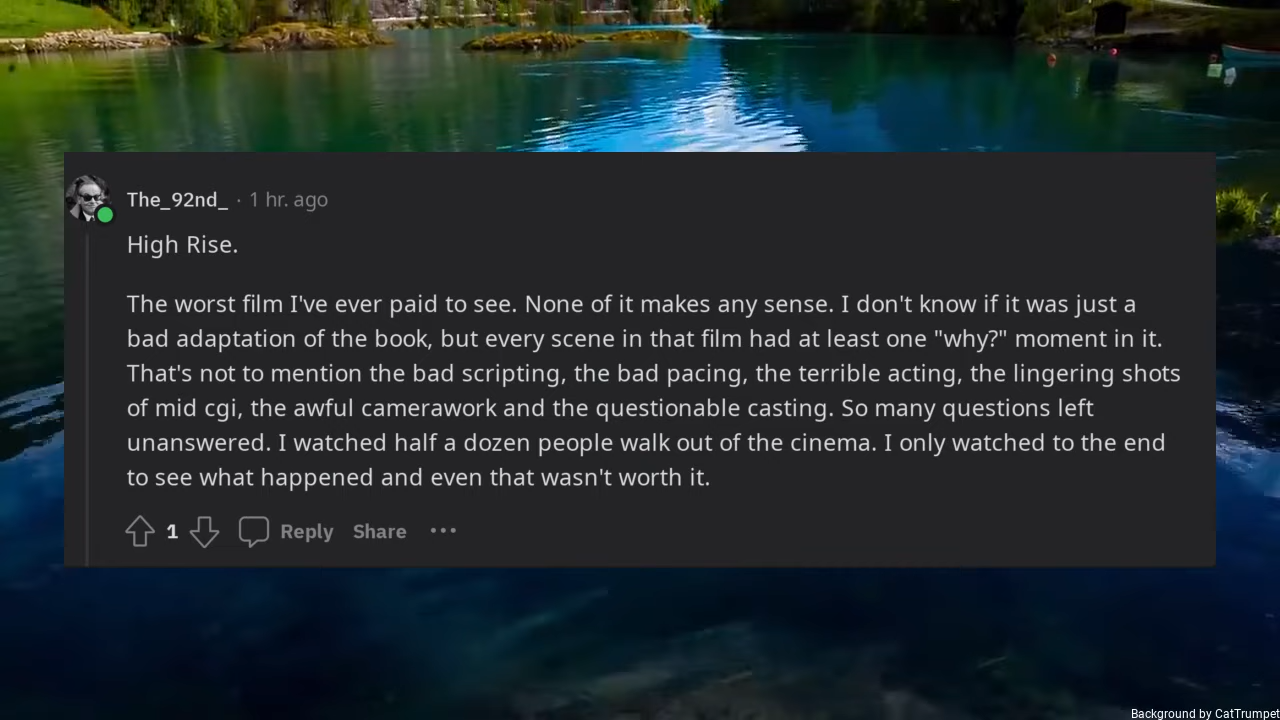 The_92nd_ · 1 hr. ago
High Rise.
The worst film I've ever paid to see. None of it makes any sense. I don't know if it was just a
bad adaptation of the book, but every scene in that film had at least one "why?" moment in it.
That's not to mention the bad scripting, the bad pacing, the terrible acting, the lingering shots
of mid cgi, the awful camerawork and the questionable casting. So many questions left
unanswered. I watched half a dozen people walk out of the cinema. I only watched to the end
to see what happened and even that wasn't worth it.
1 Reply Share ···
Background by CatTrumpet